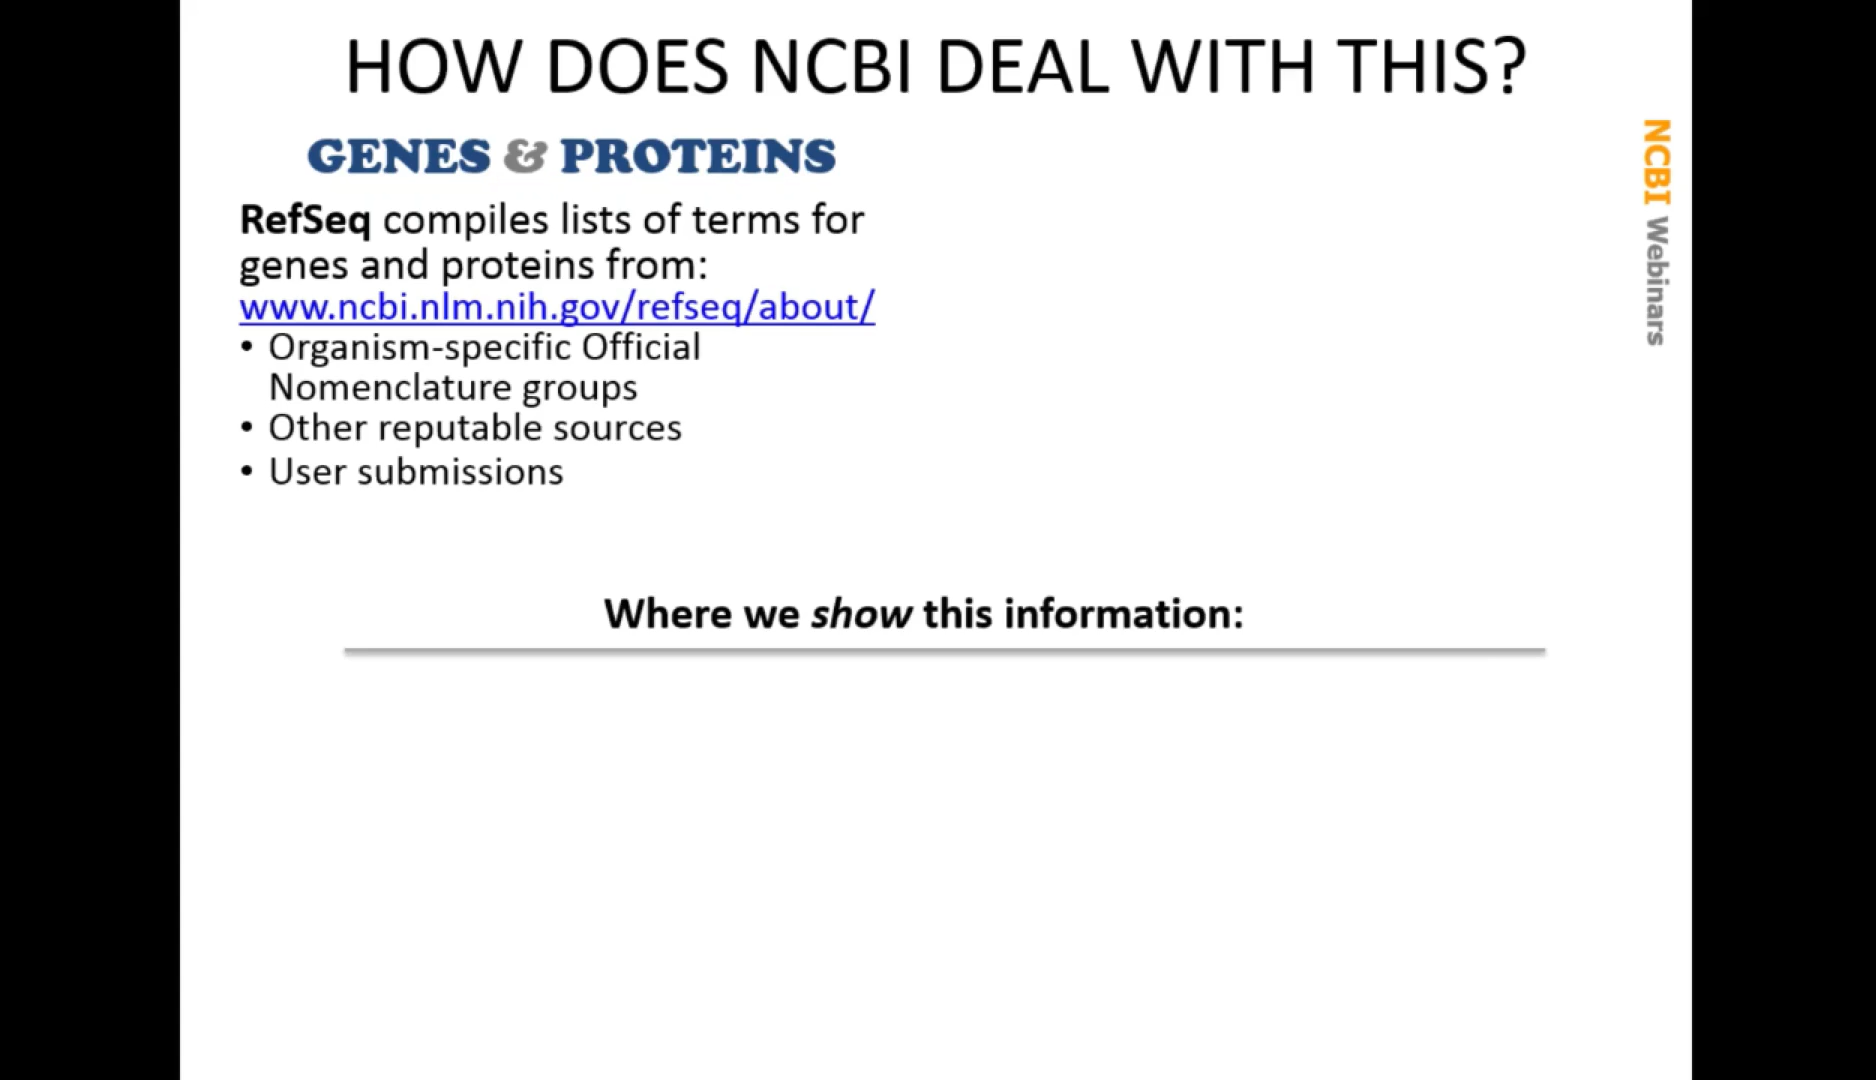 HOW DOES NCBI DEAL WITH THIS?
GENES & PROTEINS
RefSeq compiles lists of terms for
genes and proteins from:
www.ncbi.nlm.nih.gov/refseq/about/
• Organism-specific Official
Nomenclature groups
• Other reputable sources
• User submissions
Where we show this information:
NCBI Webinars